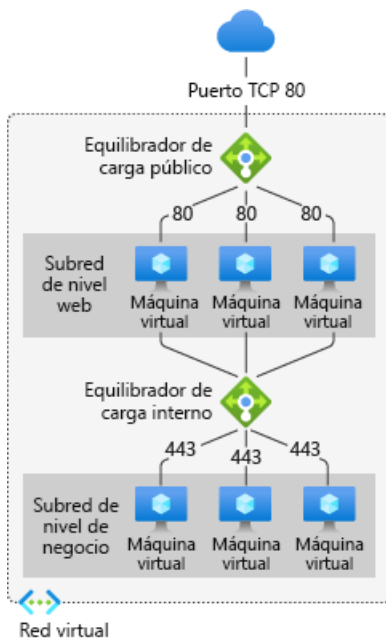 Puerto TCP 80
Equilibrador de
carga público
80 80 80
Subred
de nivel
web
Máquina
virtual
Máquina
virtual
Máquina
virtual
Equilibrador de
carga interno
443 443 443
Subred de
nivel de
negocio
Máquina
virtual
Máquina
virtual
Máquina
virtual
Red virtual